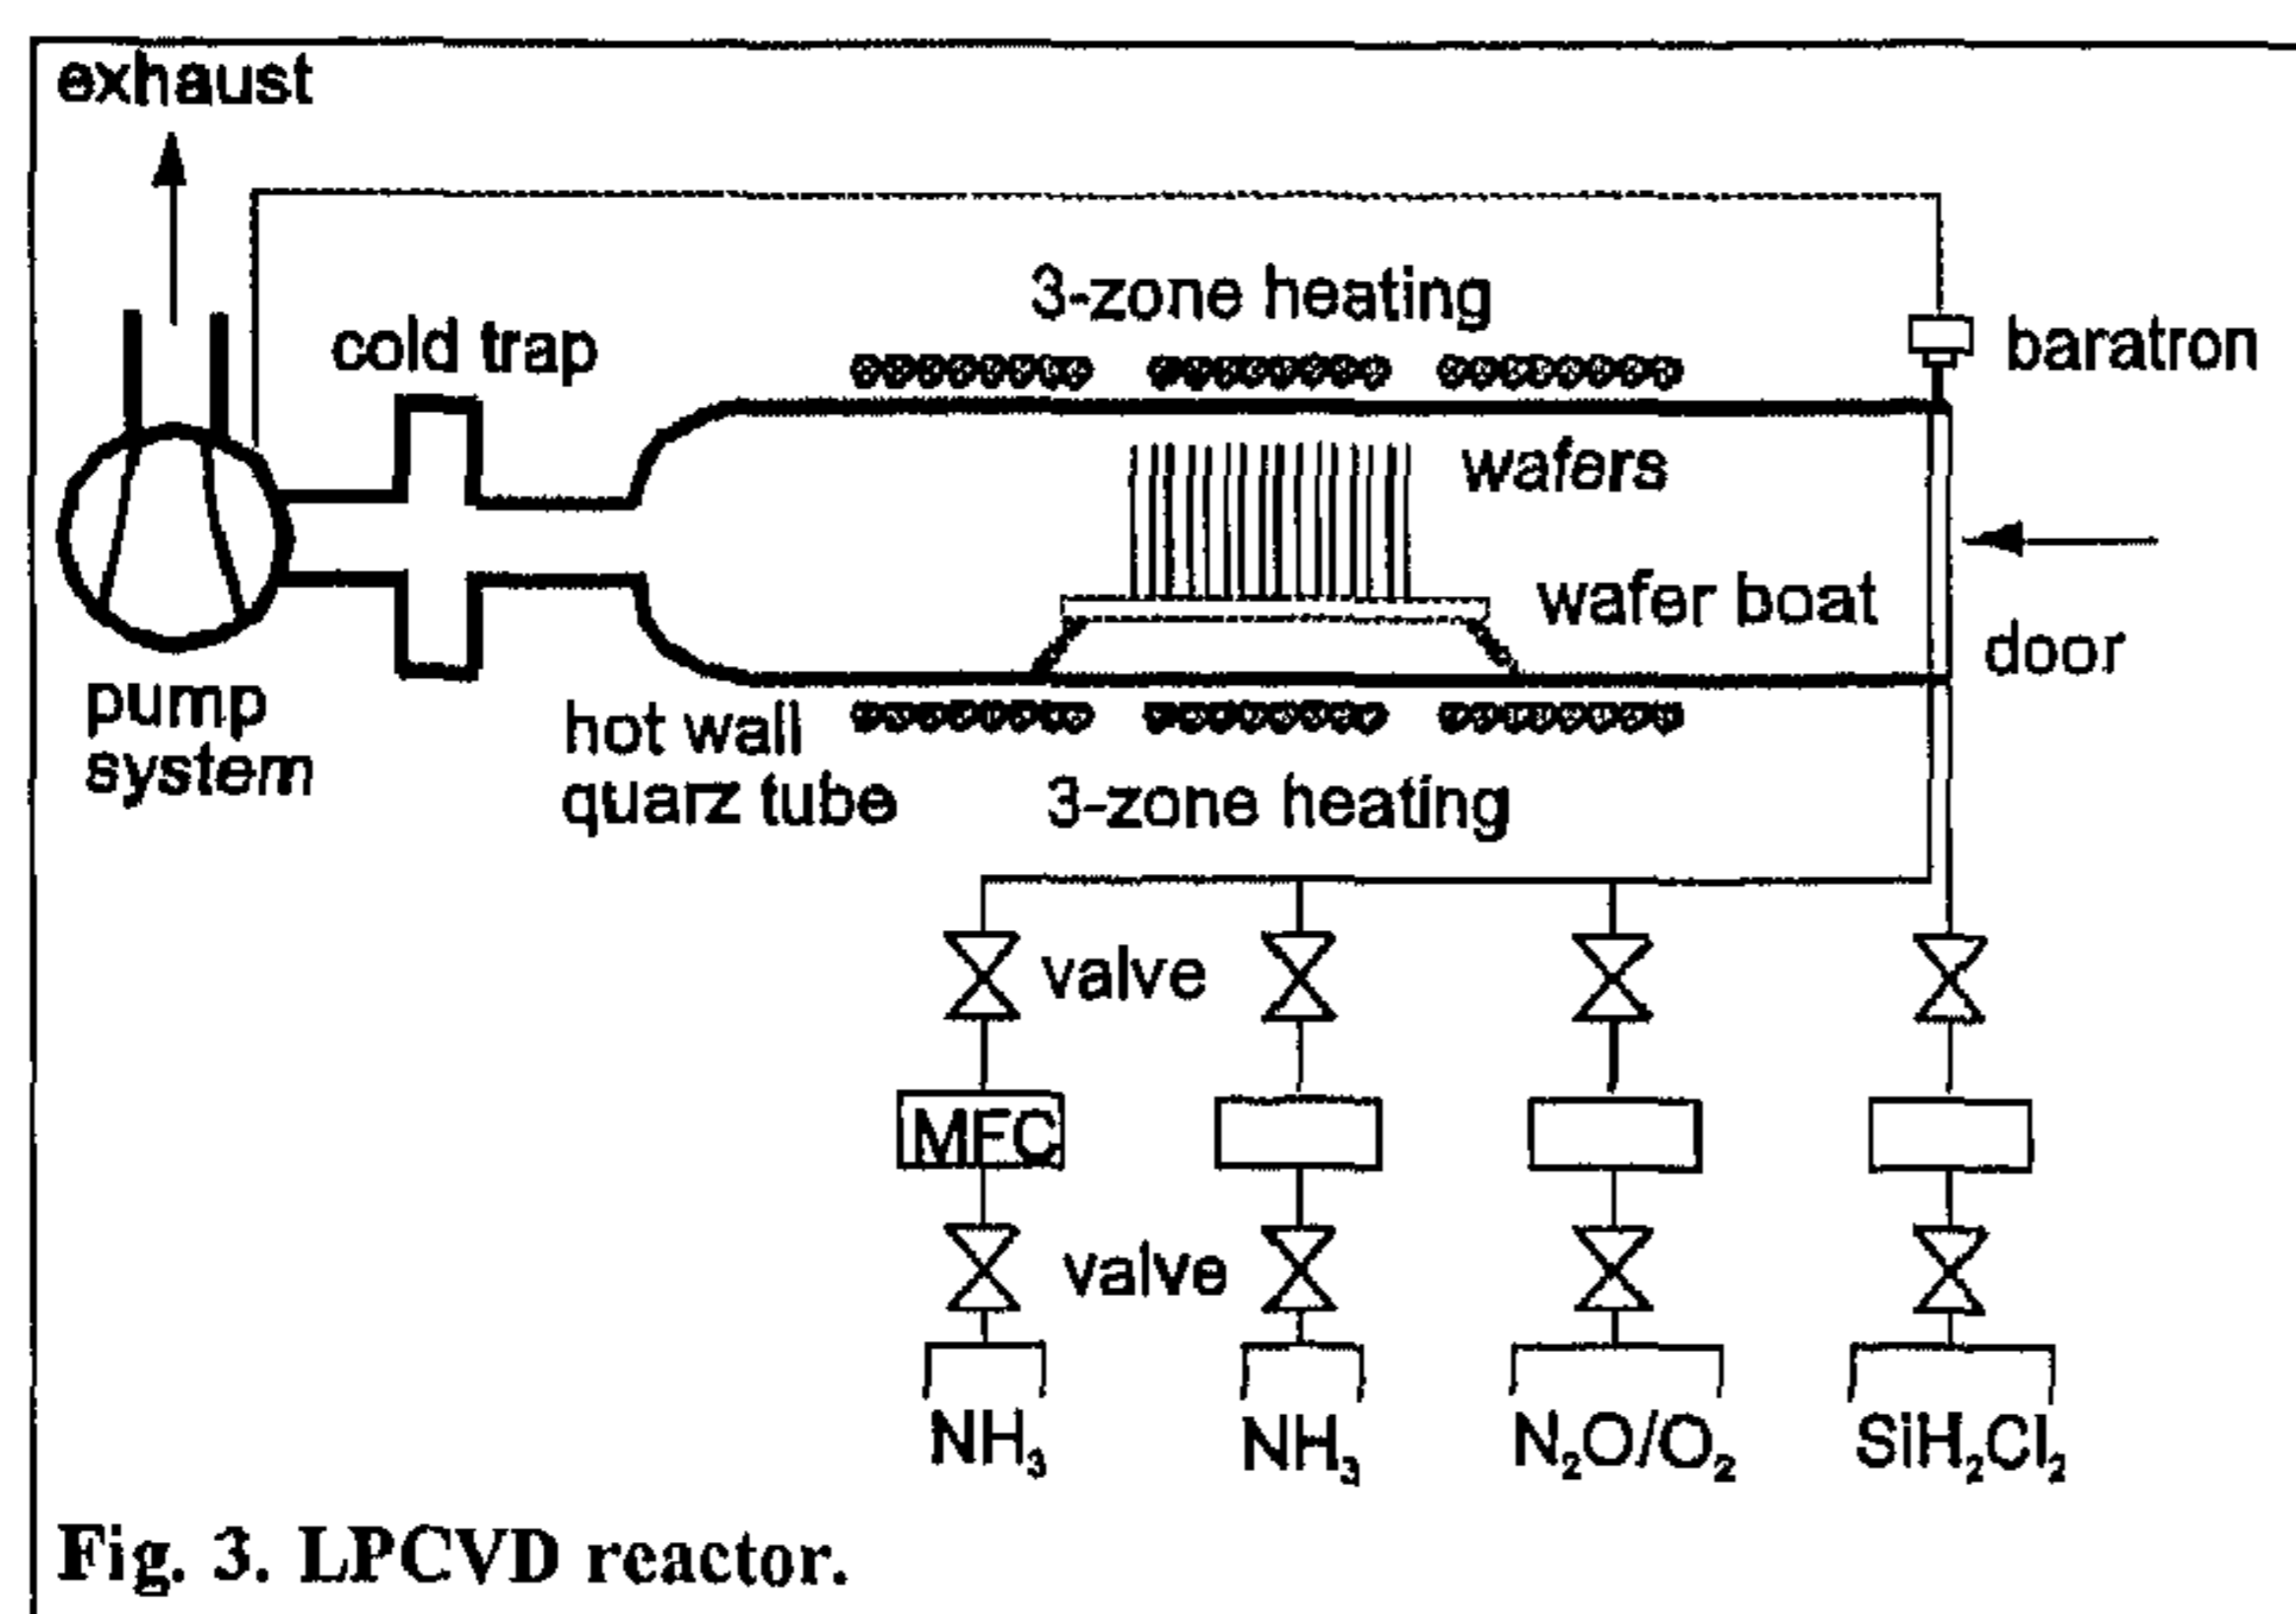 exhaust
3-zone heating
cold trap
baratron
wafers
wafer boat
door
pump
system
hot wall
quarz tube
3-zone heating
valve
MFC
valve
NH₃
NH₃
N₂O/O₂
SiH₂Cl₂
Fig. 3. LPCVD reactor.